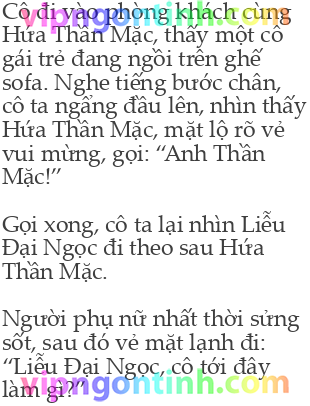 vipngontinh.com
Cô đi vào phòng khách cùng
Hứa Thần Mặc, thấy một cô
gái trẻ đang ngồi trên ghế
sofa. Nghe tiếng bước chân,
cô ta ngẩng đầu lên, nhìn thấy
Hứa Thần Mặc, mặt lộ rõ vẻ
vui mừng, gọi: “Anh Thần
Mặc!”
Gọi xong, cô ta lại nhìn Liễu
Đại Ngọc đi theo sau Hứa
Thần Mặc.
Người phụ nữ nhất thời sửng
sốt, sau đó vẻ mặt lạnh đi:
“Liễu Đại Ngọc, cô tới đây
làm gì?”
vipngontinh.com